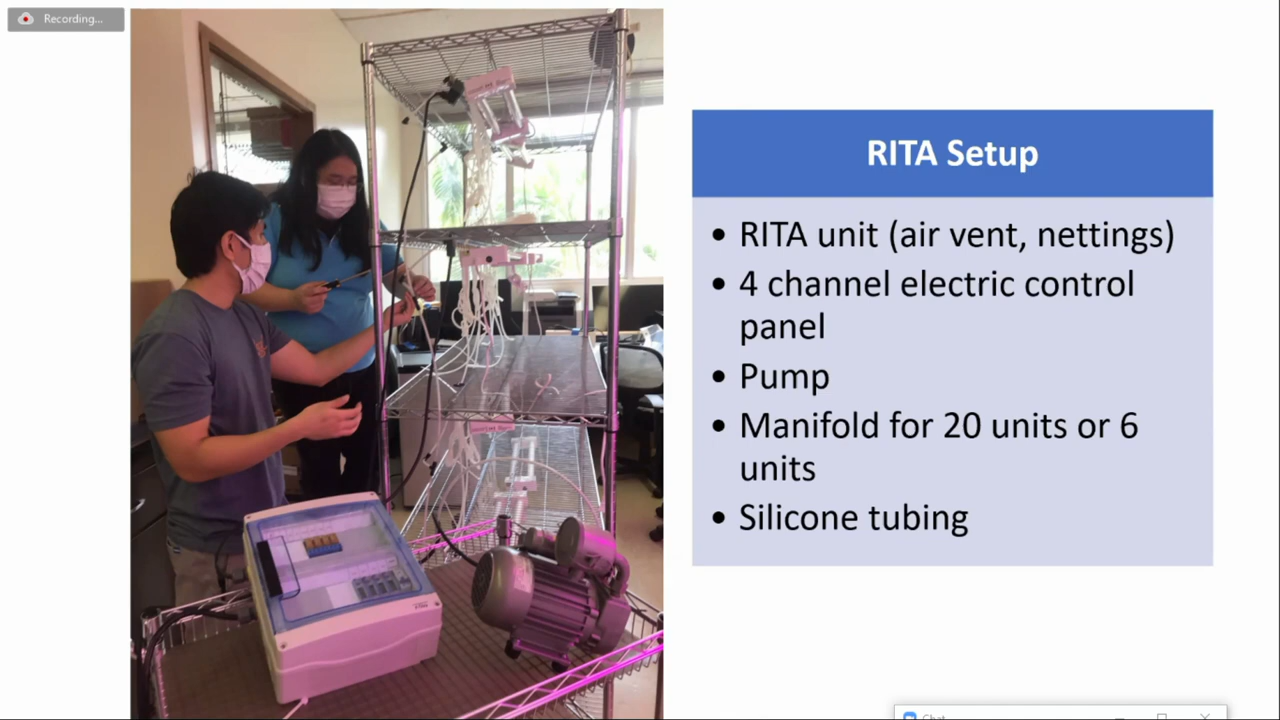 Recording...
RITA Setup
• RITA unit (air vent, nettings)
• 4 channel electric control
panel
• Pump
• Manifold for 20 units or 6
units
• Silicone tubing
Chat